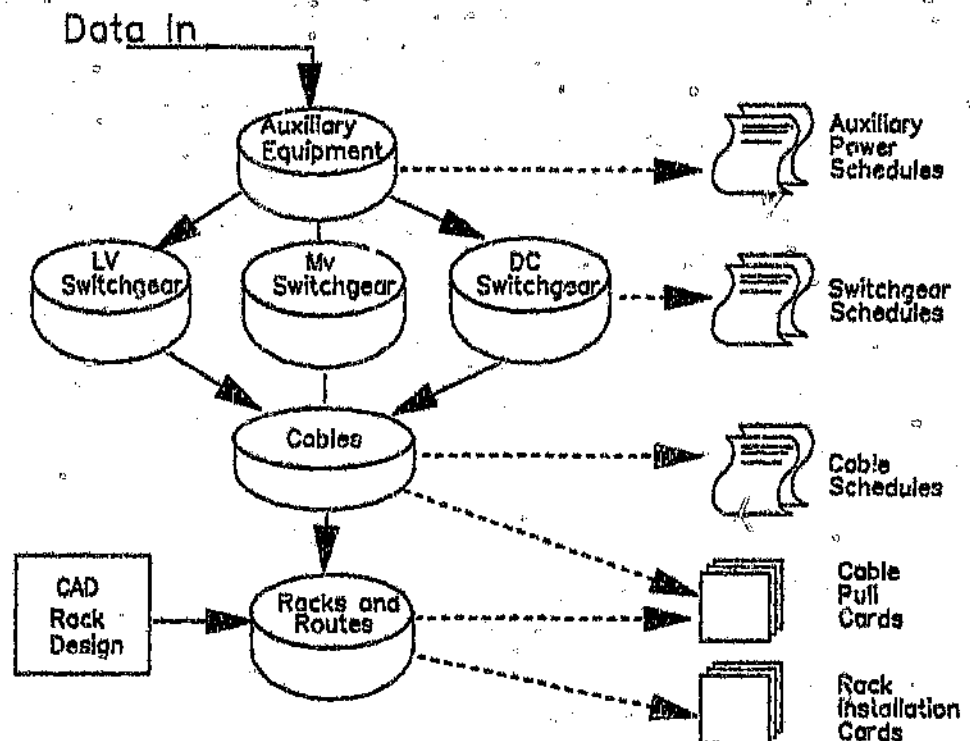 Data In
Auxiliary
Equipment
Auxiliary
Power
Schedules
LV
Switchgear
Mv
Switchgear
DC
Switchgear
Switchgear
Schedules
Cables
Cable
Schedules
CAD
Rack
Design
Racks and
Routes
Cable
Pull
Cards
Rack
Installation
Cards